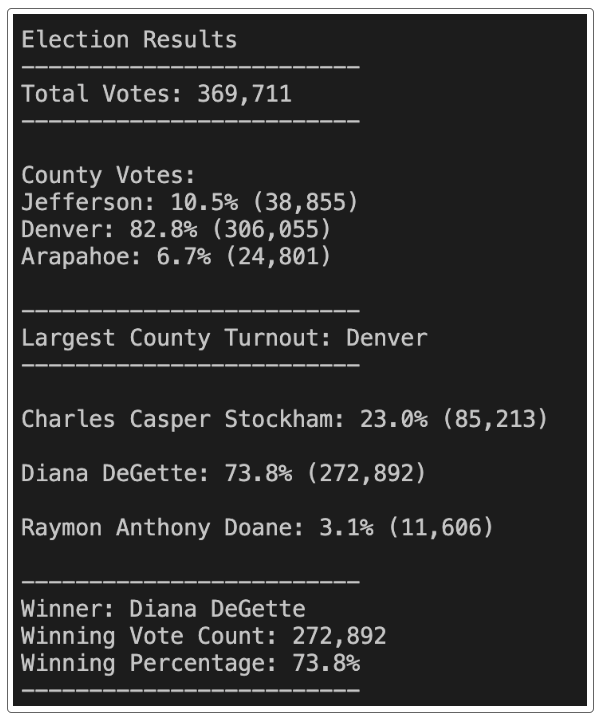 Election Results
-------------------------
Total Votes: 369,711
-------------------------
County Votes:
Jefferson: 10.5% (38,855)
Denver: 82.8% (306,055)
Arapahoe: 6.7% (24,801)
-------------------------
Largest County Turnout: Denver
-------------------------
Charles Casper Stockham: 23.0% (85,213)
Diana DeGette: 73.8% (272,892)
Raymon Anthony Doane: 3.1% (11,606)
-------------------------
Winner: Diana DeGette
Winning Vote Count: 272,892
Winning Percentage: 73.8%
-------------------------